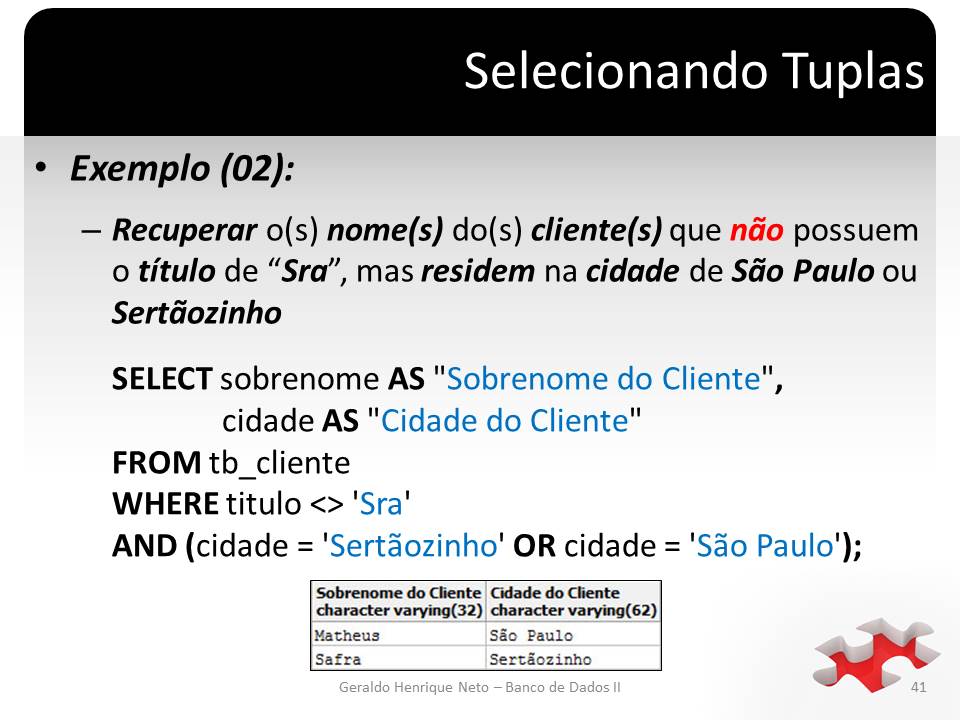 Selecionando Tuplas
• Exemplo (02):
– Recuperar o(s) nome(s) do(s) cliente(s) que não possuem
o título de “Sra”, mas residem na cidade de São Paulo ou
Sertãozinho
SELECT sobrenome AS "Sobrenome do Cliente",
cidade AS "Cidade do Cliente"
FROM tb_cliente
WHERE titulo <> 'Sra'
AND (cidade = 'Sertãozinho' OR cidade = 'São Paulo');
Sobrenome do Cliente Cidade do Cliente
character varying(32) character varying(62)
Matheus São Paulo
Safra Sertãozinho
Geraldo Henrique Neto – Banco de Dados II 41